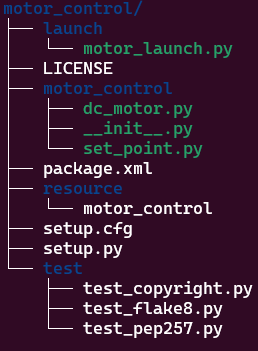 motor_control/
├── launch
│   └── motor_launch.py
├── LICENSE
├── motor_control
│   ├── dc_motor.py
│   ├── __init__.py
│   └── set_point.py
├── package.xml
├── resource
│   └── motor_control
├── setup.cfg
├── setup.py
└── test
    ├── test_copyright.py
    ├── test_flake8.py
    └── test_pep257.py